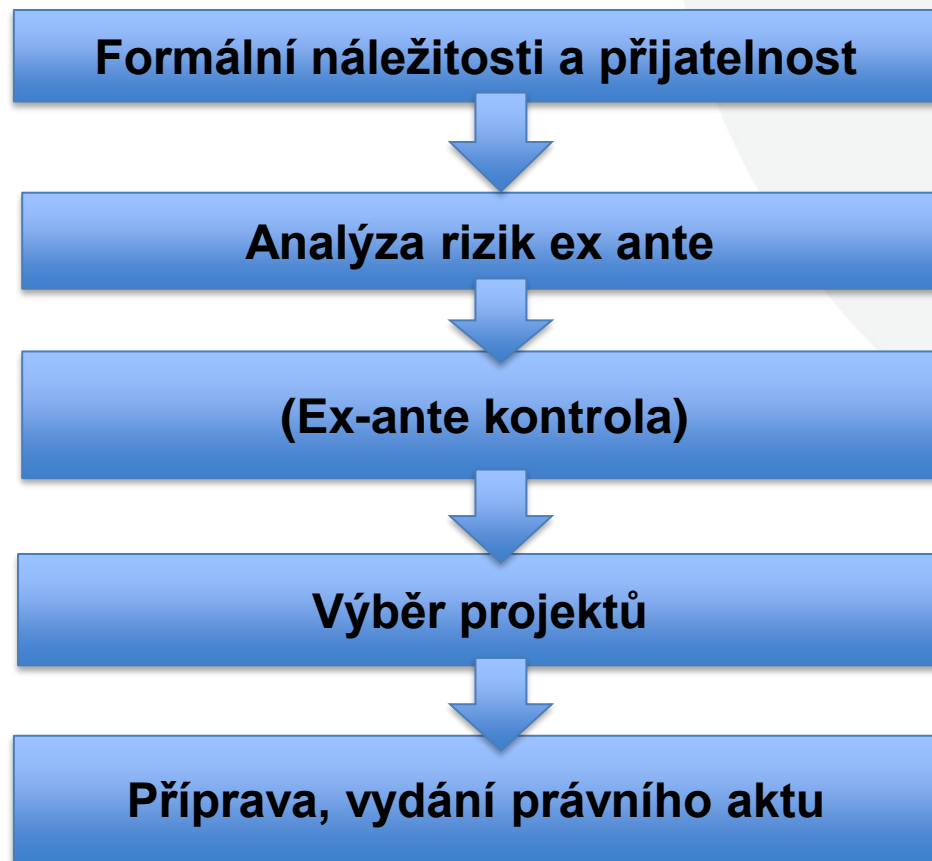 Formální náležitosti a přijatelnost
Analýza rizik ex ante
(Ex-ante kontrola)
Výběr projektů
Příprava, vydání právního aktu